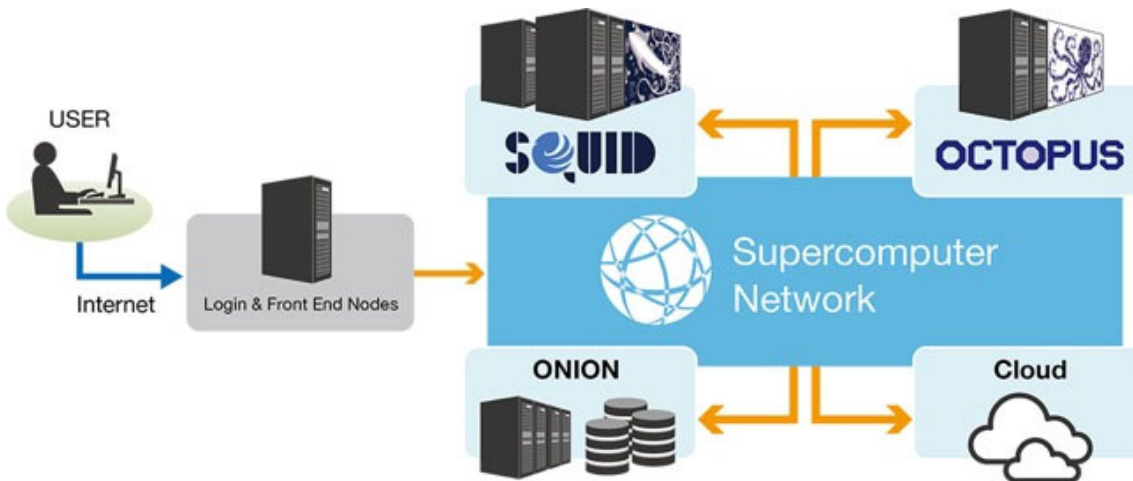 USER
Internet
Login & Front End Nodes
SQUID
OCTOPUS
Supercomputer
Network
ONION
Cloud